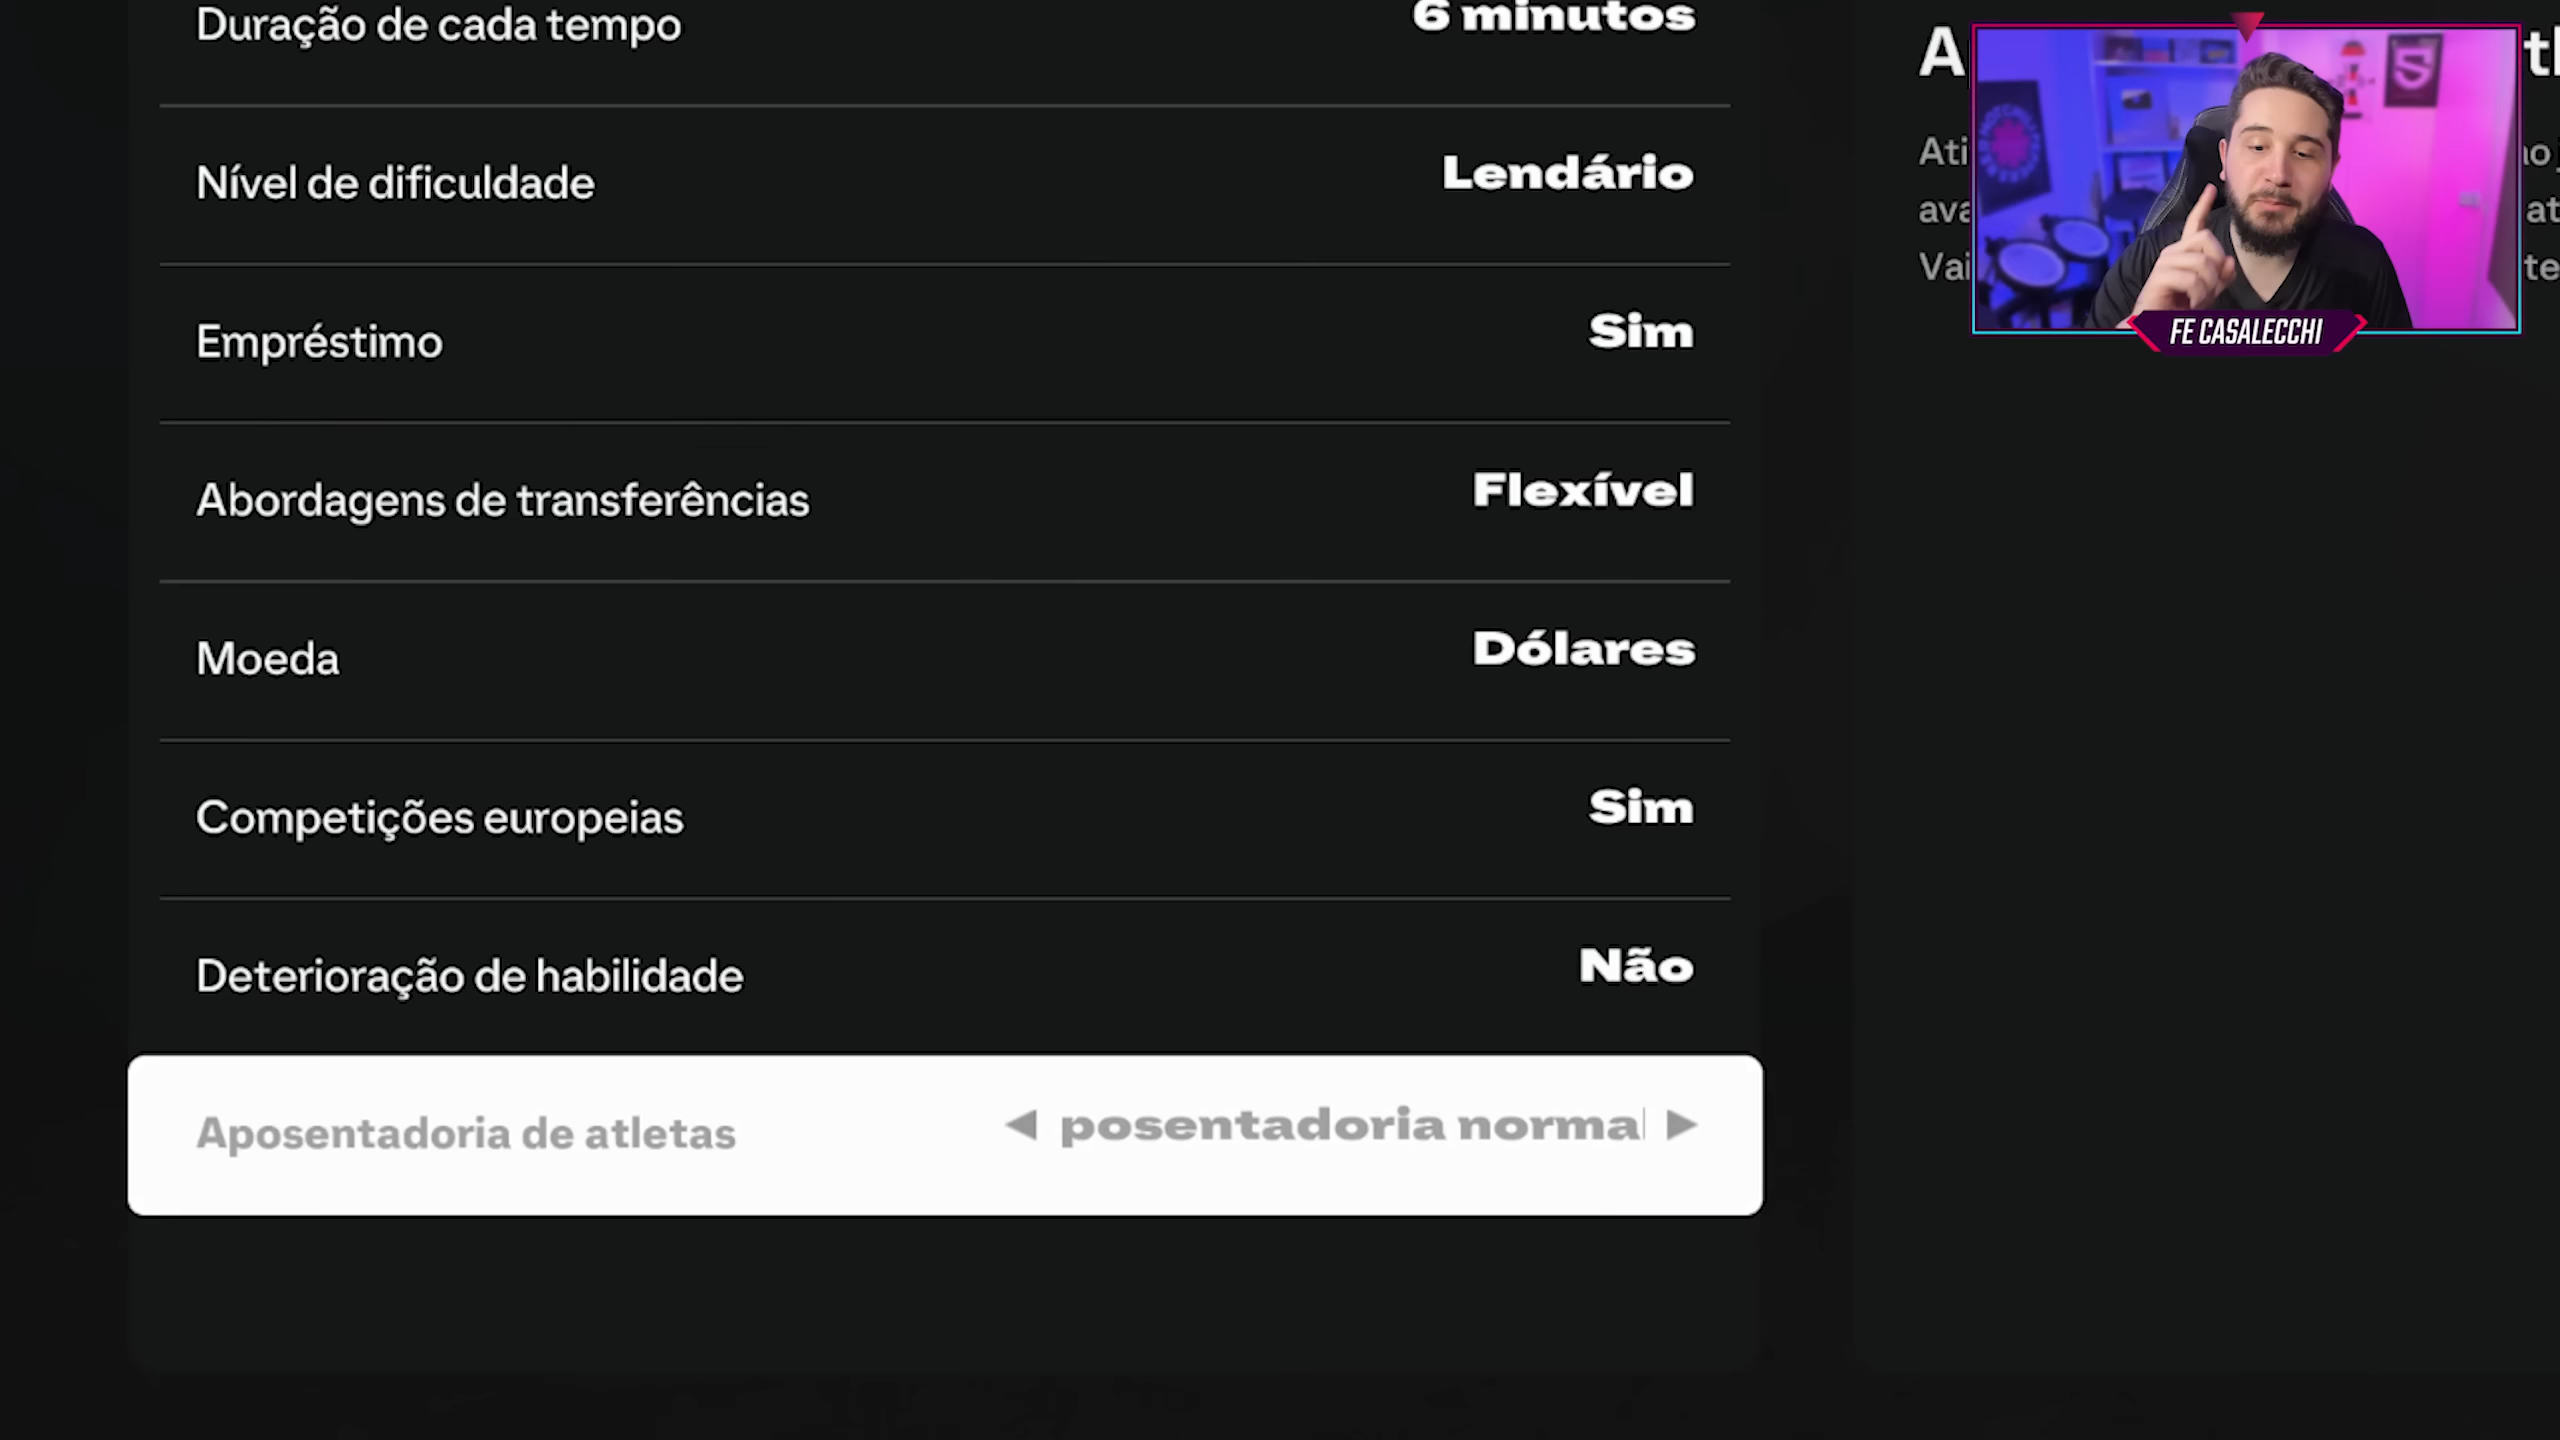 Duração de cada tempo
6 minutos
Nível de dificuldade
Lendário
Empréstimo
Sim
Abordagens de transferências
Flexível
Moeda
Dólares
Competições europeias
Sim
Deterioração de habilidade
Não
Aposentadoria de atletas
posentadoria norma
FE CASALECCHI